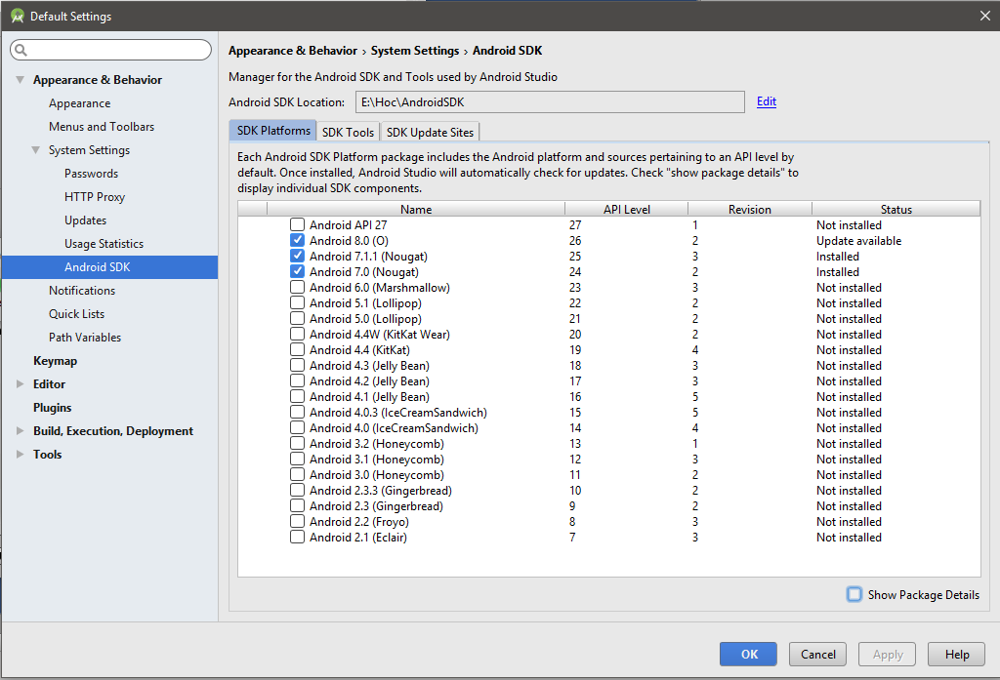 Default Settings
Appearance & Behavior
Appearance
Menus and Toolbars
System Settings
Passwords
HTTP Proxy
Updates
Usage Statistics
Android SDK
Notifications
Quick Lists
Path Variables
Keymap
Editor
Plugins
Build, Execution, Deployment
Tools
Appearance & Behavior › System Settings › Android SDK
Manager for the Android SDK and Tools used by Android Studio
Android SDK Location: E:\Hoc\AndroidSDK Edit
SDK Platforms SDK Tools SDK Update Sites
Each Android SDK Platform package includes the Android platform and sources pertaining to an API level by
default. Once installed, Android Studio will automatically check for updates. Check "show package details" to
display individual SDK components.
Name API Level Revision Status
Android API 27 27 1 Not installed
Android 8.0 (O) 26 2 Update available
Android 7.1.1 (Nougat) 25 3 Installed
Android 7.0 (Nougat) 24 2 Installed
Android 6.0 (Marshmallow) 23 3 Not installed
Android 5.1 (Lollipop) 22 2 Not installed
Android 5.0 (Lollipop) 21 2 Not installed
Android 4.4W (KitKat Wear) 20 2 Not installed
Android 4.4 (KitKat) 19 4 Not installed
Android 4.3 (Jelly Bean) 18 3 Not installed
Android 4.2 (Jelly Bean) 17 3 Not installed
Android 4.1 (Jelly Bean) 16 5 Not installed
Android 4.0.3 (IceCreamSandwich) 15 5 Not installed
Android 4.0 (IceCreamSandwich) 14 4 Not installed
Android 3.2 (Honeycomb) 13 1 Not installed
Android 3.1 (Honeycomb) 12 3 Not installed
Android 3.0 (Honeycomb) 11 2 Not installed
Android 2.3.3 (Gingerbread) 10 2 Not installed
Android 2.3 (Gingerbread) 9 2 Not installed
Android 2.2 (Froyo) 8 3 Not installed
Android 2.1 (Eclair) 7 3 Not installed
Show Package Details
OK Cancel Apply Help